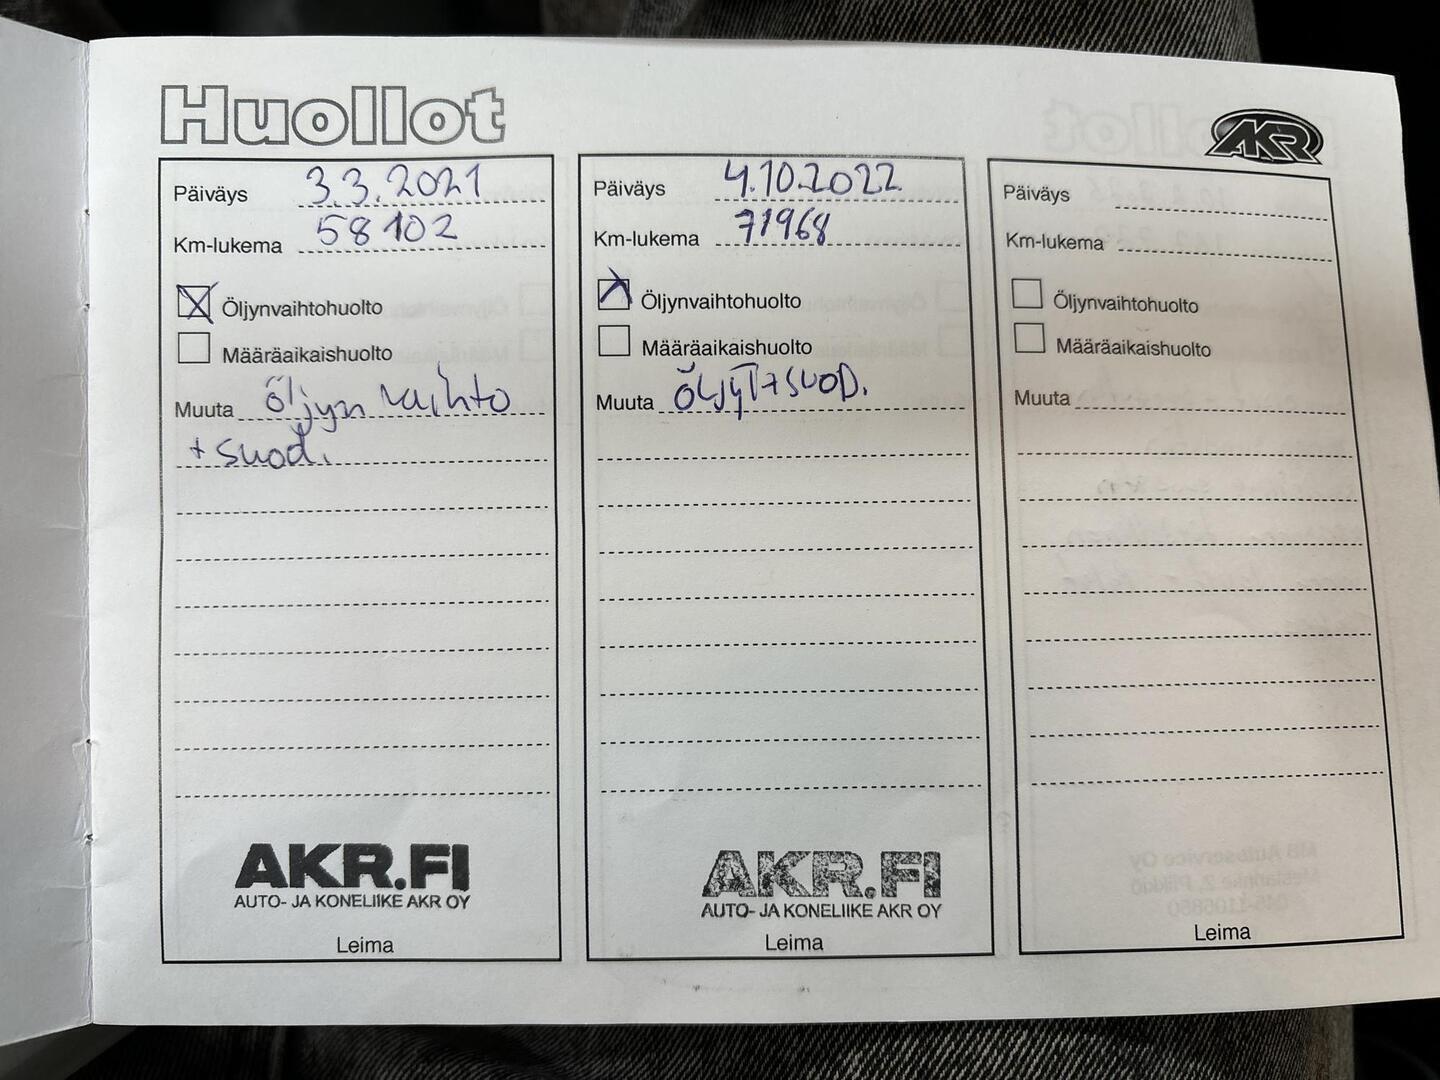 Huollot
AKR
Päiväys 3.3.2021
Km-lukema 58102
Öljynvaihtohuolto
Määräaikaishuolto
Muuta öljyn vaihto
+ suod.
AKR.FI
AUTO- JA KONELIIKE AKR OY
Leima
Päiväys 4.10.2022
Km-lukema 71968
Öljynvaihtohuolto
Määräaikaishuolto
Muuta ÖLJYT+SUOD.
AKR.FI
AUTO- JA KONELIIKE AKR OY
Leima
Päiväys
Km-lukema
Öljynvaihtohuolto
Määräaikaishuolto
Muuta
Leima